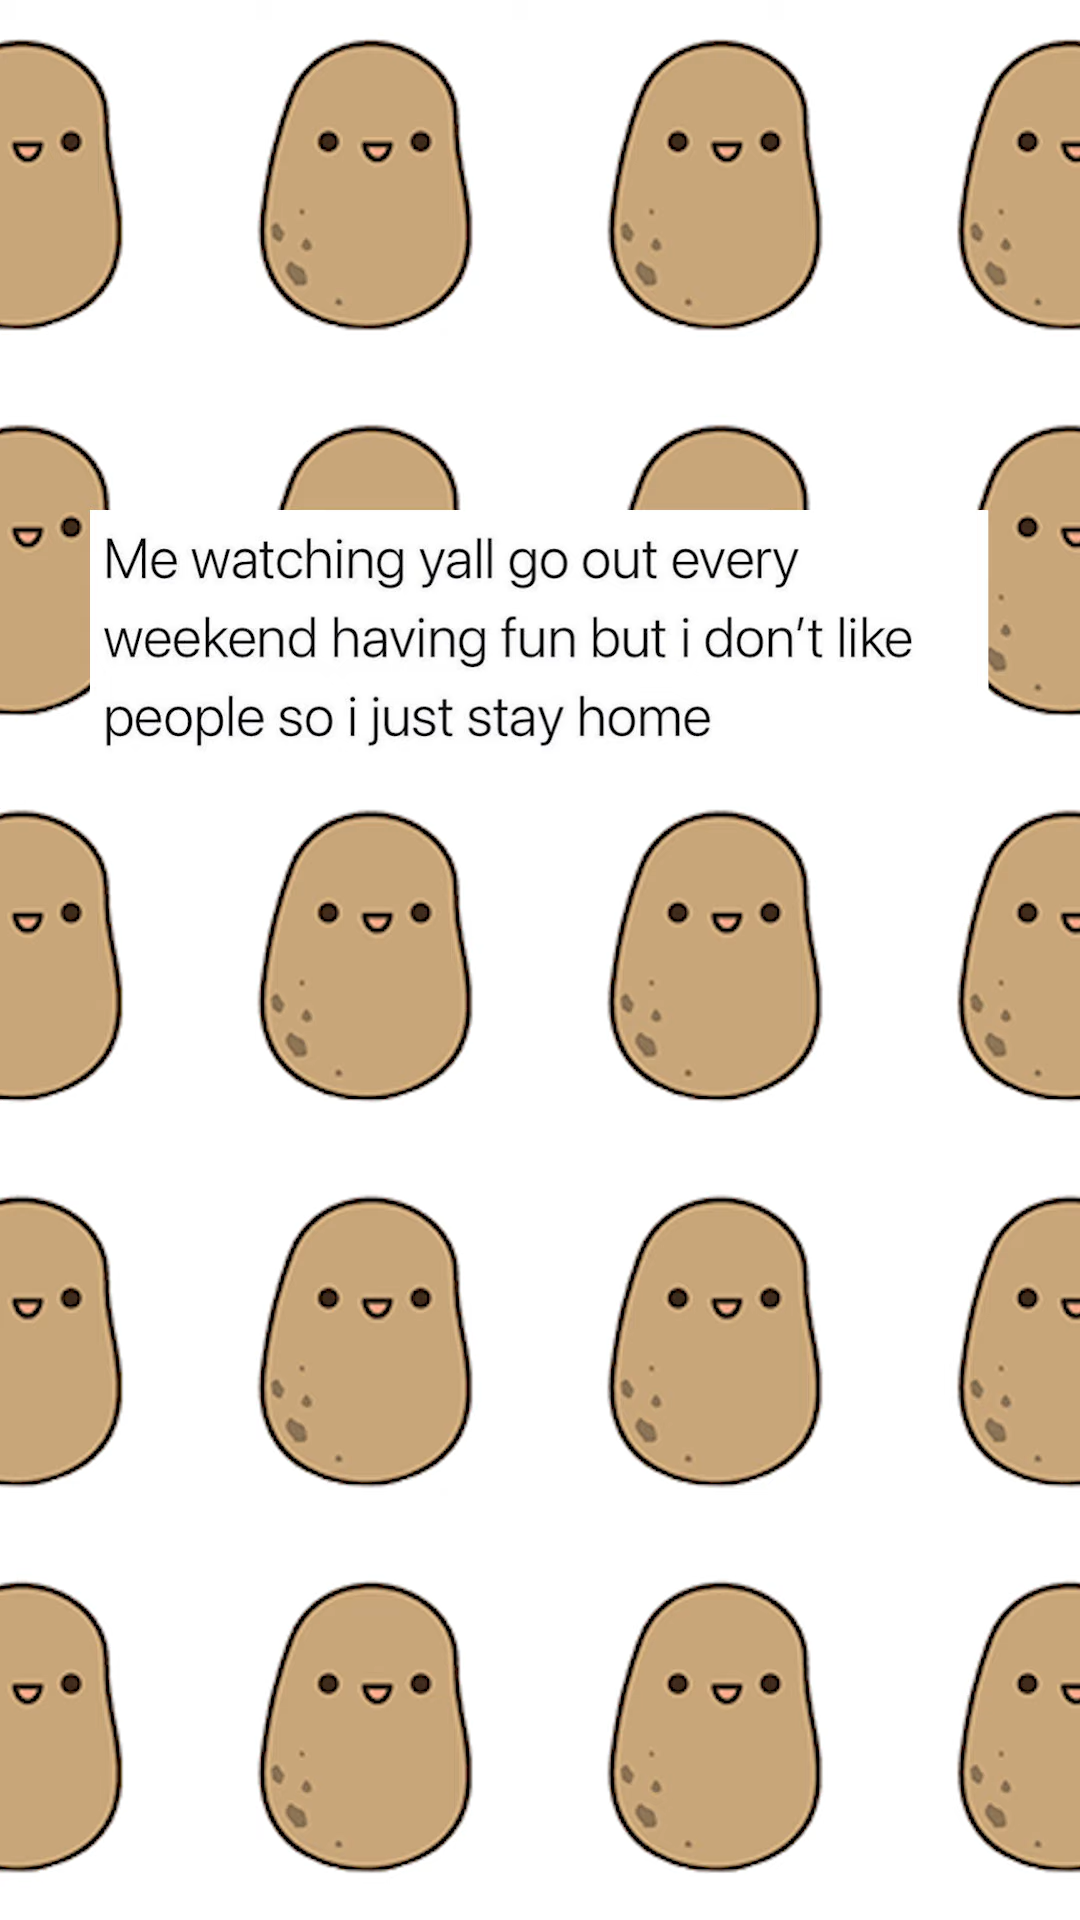 Me watching yall go out every
weekend having fun but i don’t like
people so i just stay home